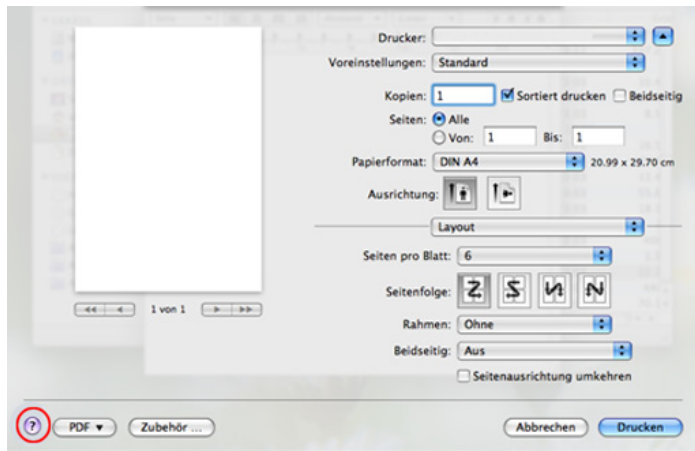 Drucker:
Voreinstellungen: Standard
Kopien: 1 Sortiert drucken Beidseitig
Seiten: Alle
Von: 1 Bis: 1
Papierformat: DIN A4 20.99 x 29.70 cm
Ausrichtung:
Layout
Seiten pro Blatt: 6
Seitenfolge:
1 von 1
Rahmen: Ohne
Beidseitig: Aus
Seitenausrichtung umkehren
? PDF Zubehör ... Abbrechen Drucken